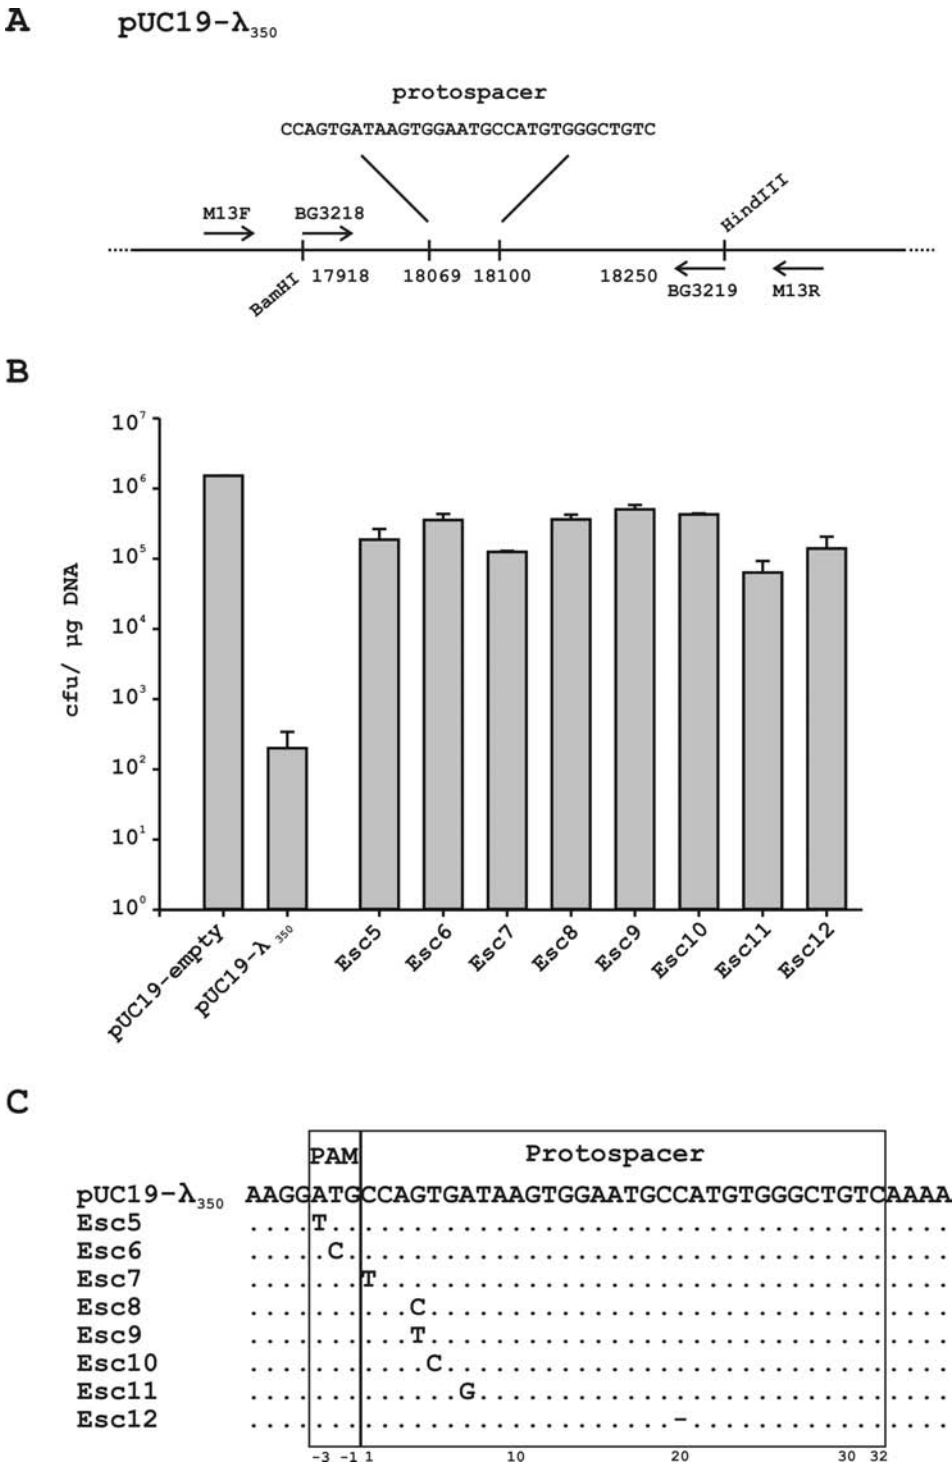 A pUC19-λ350
protospacer
CCAGTGATAAGTGGAATGCCATGTGGGCTGTC
M13F BG3218 HindIII
BamHI 17918 18069 18100 18250 BG3219 M13R
B
cfu/ µg DNA
10⁷
10⁶
10⁵
10⁴
10³
10²
10¹
10⁰
pUC19-empty pUC19-λ350 Esc5 Esc6 Esc7 Esc8 Esc9 Esc10 Esc11 Esc12
C
PAM Protospacer
pUC19-λ350 AAGGATGCCAGTGATAAGTGGAATGCCATGTGGGCTGTCAAAA
Esc5 ....T......................................
Esc6 .....C.....................................
Esc7 .......T...................................
Esc8 ..........C................................
Esc9 ..........T................................
Esc10 ...........C...............................
Esc11 .............G.............................
Esc12 ..........................-................
-3 -1 1 10 20 30 32